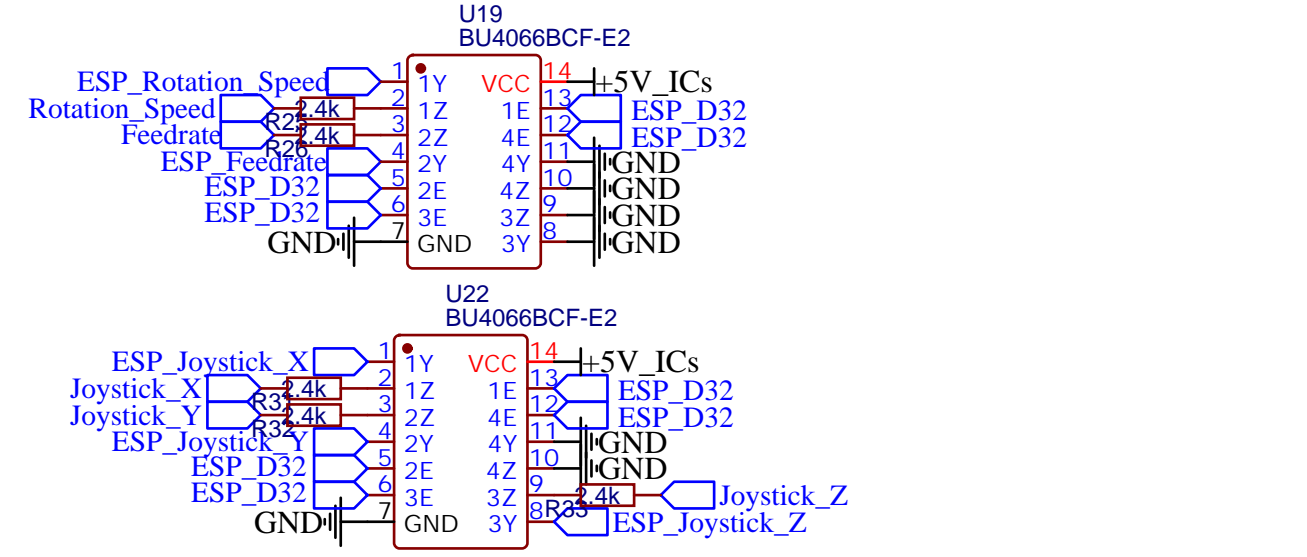 U19
BU4066BCF-E2
ESP_Rotation_Speed 1 1Y VCC 14 +5V_ICs
Rotation_Speed 2.4k 2 1Z 1E 13 ESP_D32
Feedrate 2.4k 3 2Z 4E 12 ESP_D32
R26
ESP_Feedrate 4 2Y 4Y 11 GND
ESP_D32 5 2E 4Z 10 GND
ESP_D32 6 3E 3Z 9 GND
GND 7 GND 3Y 8 GND
U22
BU4066BCF-E2
ESP_Joystick_X 1 1Y VCC 14 +5V_ICs
Joystick_X 2.4k 2 1Z 1E 13 ESP_D32
Joystick_Y 2.4k 3 2Z 4E 12 ESP_D32
R32
ESP_Joystick_Y 4 2Y 4Y 11 GND
ESP_D32 5 2E 4Z 10 GND
ESP_D32 6 3E 3Z 9 2.4k Joystick_Z
R33
GND 7 GND 3Y 8 ESP_Joystick_Z